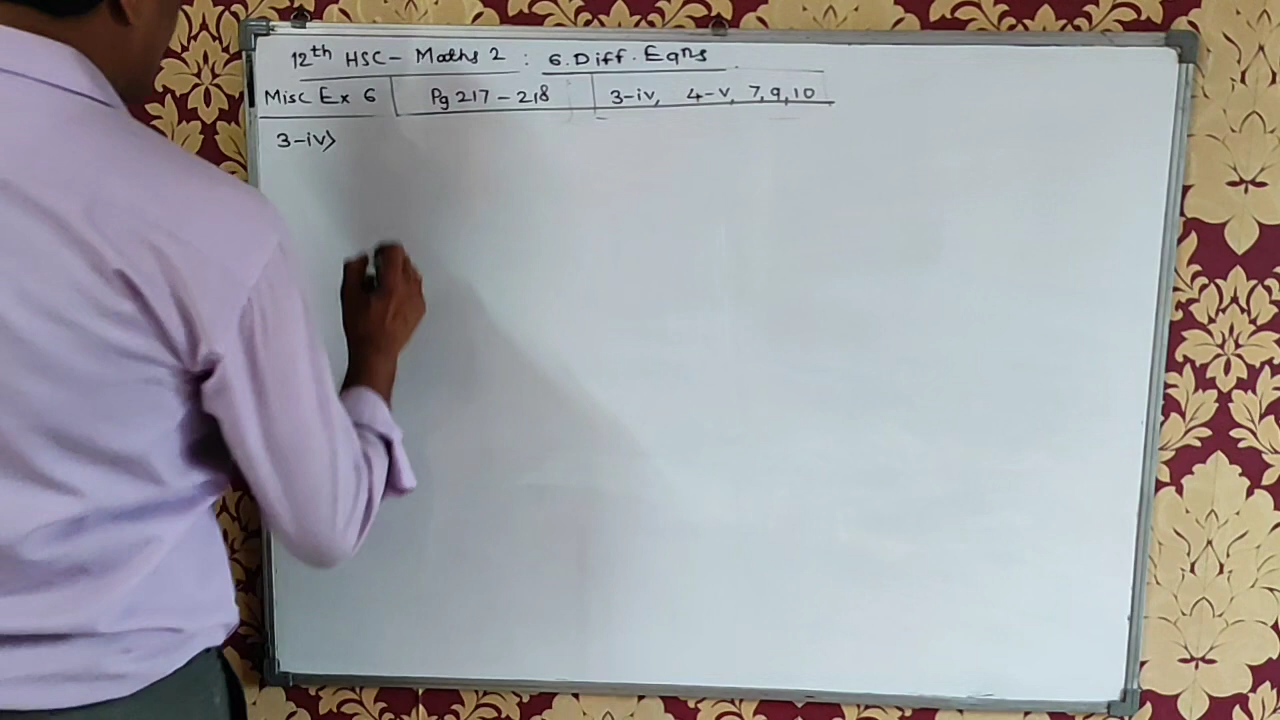 12th HSC - Maths 2 : 6. Diff. Eqns
Misc Ex 6 Pg 217 - 218 3-iv, 4-v, 7,9,10
3-iv)